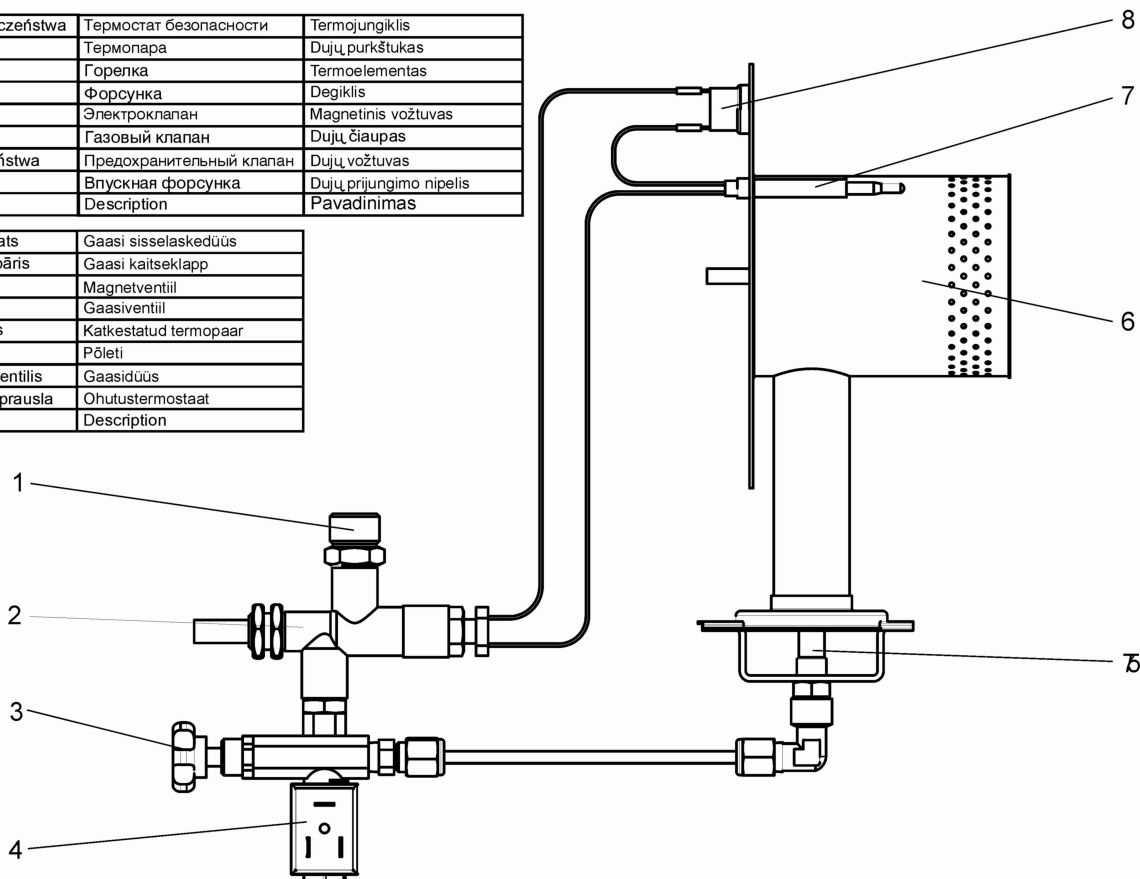 czeństwa Термостат безопасности Termojungiklis
Термопара Dujų purkštukas
Горелка Termoelementas
Форсунка Degiklis
Электроклапан Magnetinis vožtuvas
Газовый клапан Dujų čiaupas
ństwa Предохранительный клапан Dujų vožtuvas
Впускная форсунка Dujų prijungimo nipelis
Description Pavadinimas
ats Gaasi sisselaskedüüs
pāris Gaasi kaitseklapp
Magnetventiil
Gaasiventiil
s Katkestatud termopaar
Põleti
entilis Gaasidüüs
prausla Ohutustermostaat
Description
8
7
6
1
2
3
4